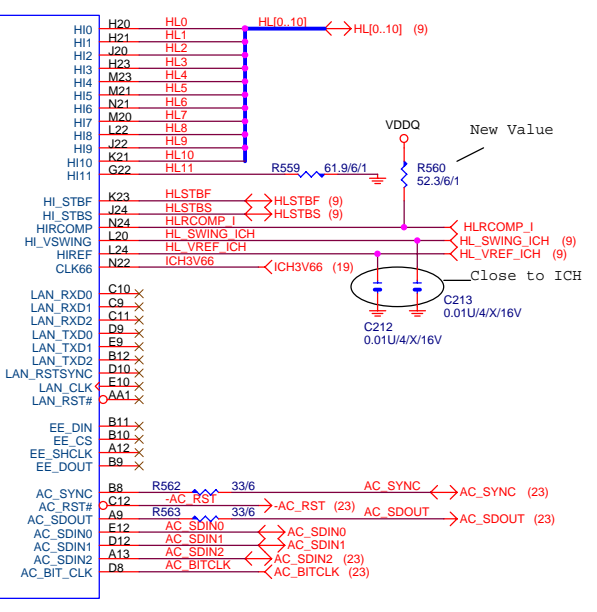 HI0 H20 HL0 HL[0..10] HL[0..10] (9)
HI1 H21 HL1
HI2 J20 HL2
HI3 H23 HL3
HI4 M23 HL4
HI5 M21 HL5
HI6 N21 HL6
HI7 M20 HL7
HI8 L22 HL8
HI9 J22 HL9
HI10 K21 HL10
HI11 G22 HL11 R559 61.9/6/1
VDDQ New Value
R560
52.3/6/1
HI_STBF K23 HLSTBF HLSTBF (9)
HI_STBS J24 HLSTBS HLSTBS (9)
HIRCOMP N24 HLRCOMP_I HLRCOMP_I
HI_VSWING L20 HL_SWING_ICH HL_SWING_ICH (9)
HIREF L24 HL_VREF_ICH HL_VREF_ICH (9)
CLK66 N22 ICH3V66 ICH3V66 (19)
Close to ICH
C213
0.01U/4/X/16V
C212
0.01U/4/X/16V
LAN_RXD0 C10
LAN_RXD1 C9
LAN_RXD2 C11
LAN_TXD0 D9
LAN_TXD1 E9
LAN_TXD2 B12
LAN_RSTSYNC D10
LAN_CLK E10
LAN_RST# AA1
EE_DIN B11
EE_CS B10
EE_SHCLK A12
EE_DOUT B9
AC_SYNC B8 R562 33/6 AC_SYNC AC_SYNC (23)
AC_RST# C12 -AC_RST -AC_RST (23)
AC_SDOUT A9 R563 33/6 AC_SDOUT AC_SDOUT (23)
AC_SDIN0 E12 AC_SDIN0 AC_SDIN0
AC_SDIN1 D12 AC_SDIN1 AC_SDIN1
AC_SDIN2 A13 AC_SDIN2 AC_SDIN2 (23)
AC_BIT_CLK D8 AC_BITCLK AC_BITCLK (23)